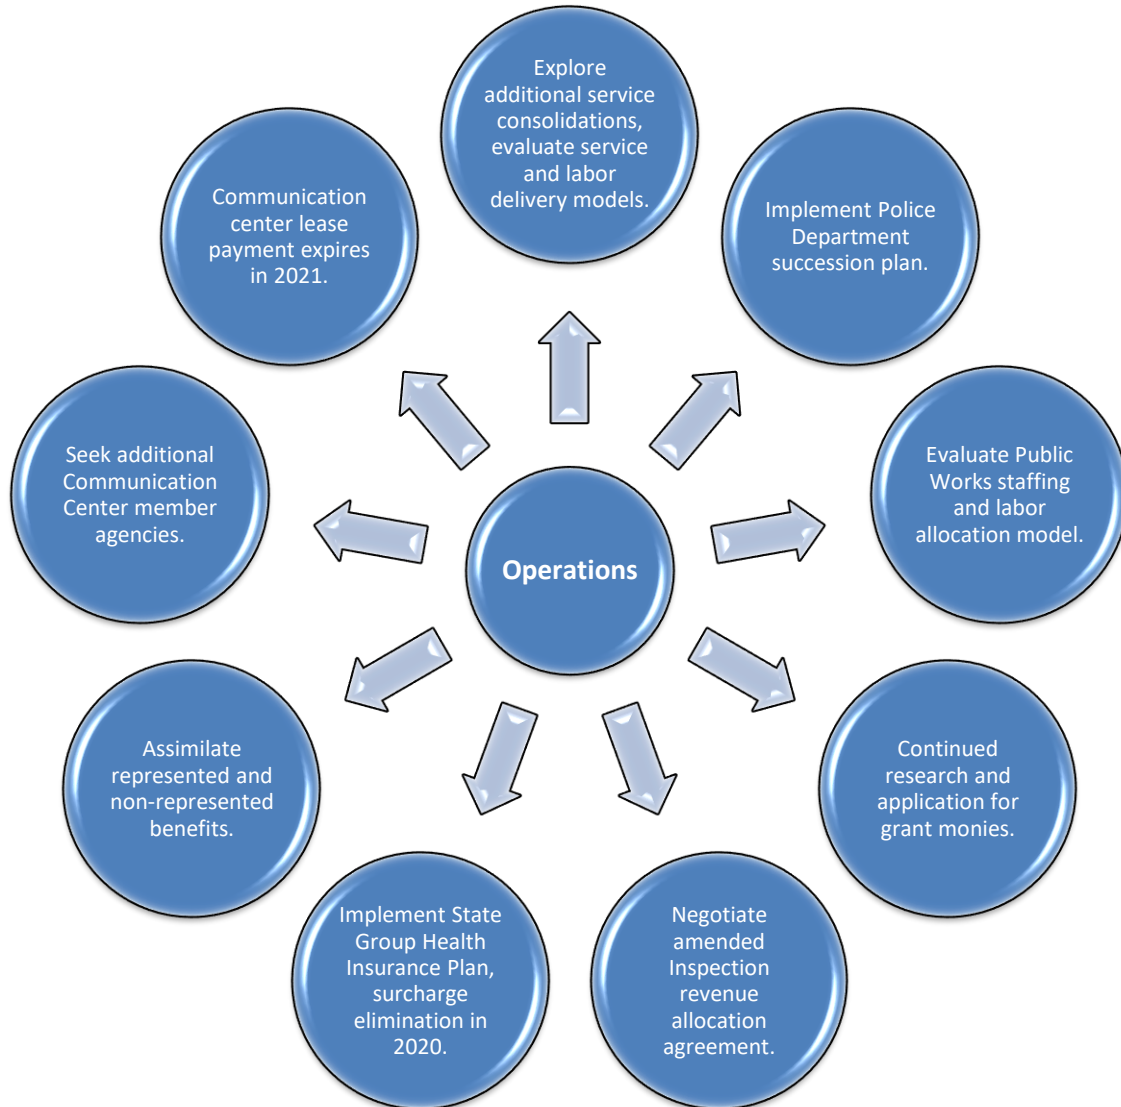 Explore
additional service
consolidations,
evaluate service
and labor
delivery models.
Implement Police
Department
succession plan.
Evaluate Public
Works staffing
and labor
allocation model.
Continued
research and
application for
grant monies.
Negotiate
amended
Inspection
revenue
allocation
agreement.
Implement State
Group Health
Insurance Plan,
surcharge
elimination in
2020.
Assimilate
represented and
non-represented
benefits.
Seek additional
Communication
Center member
agencies.
Communication
center lease
payment expires
in 2021.
Operations